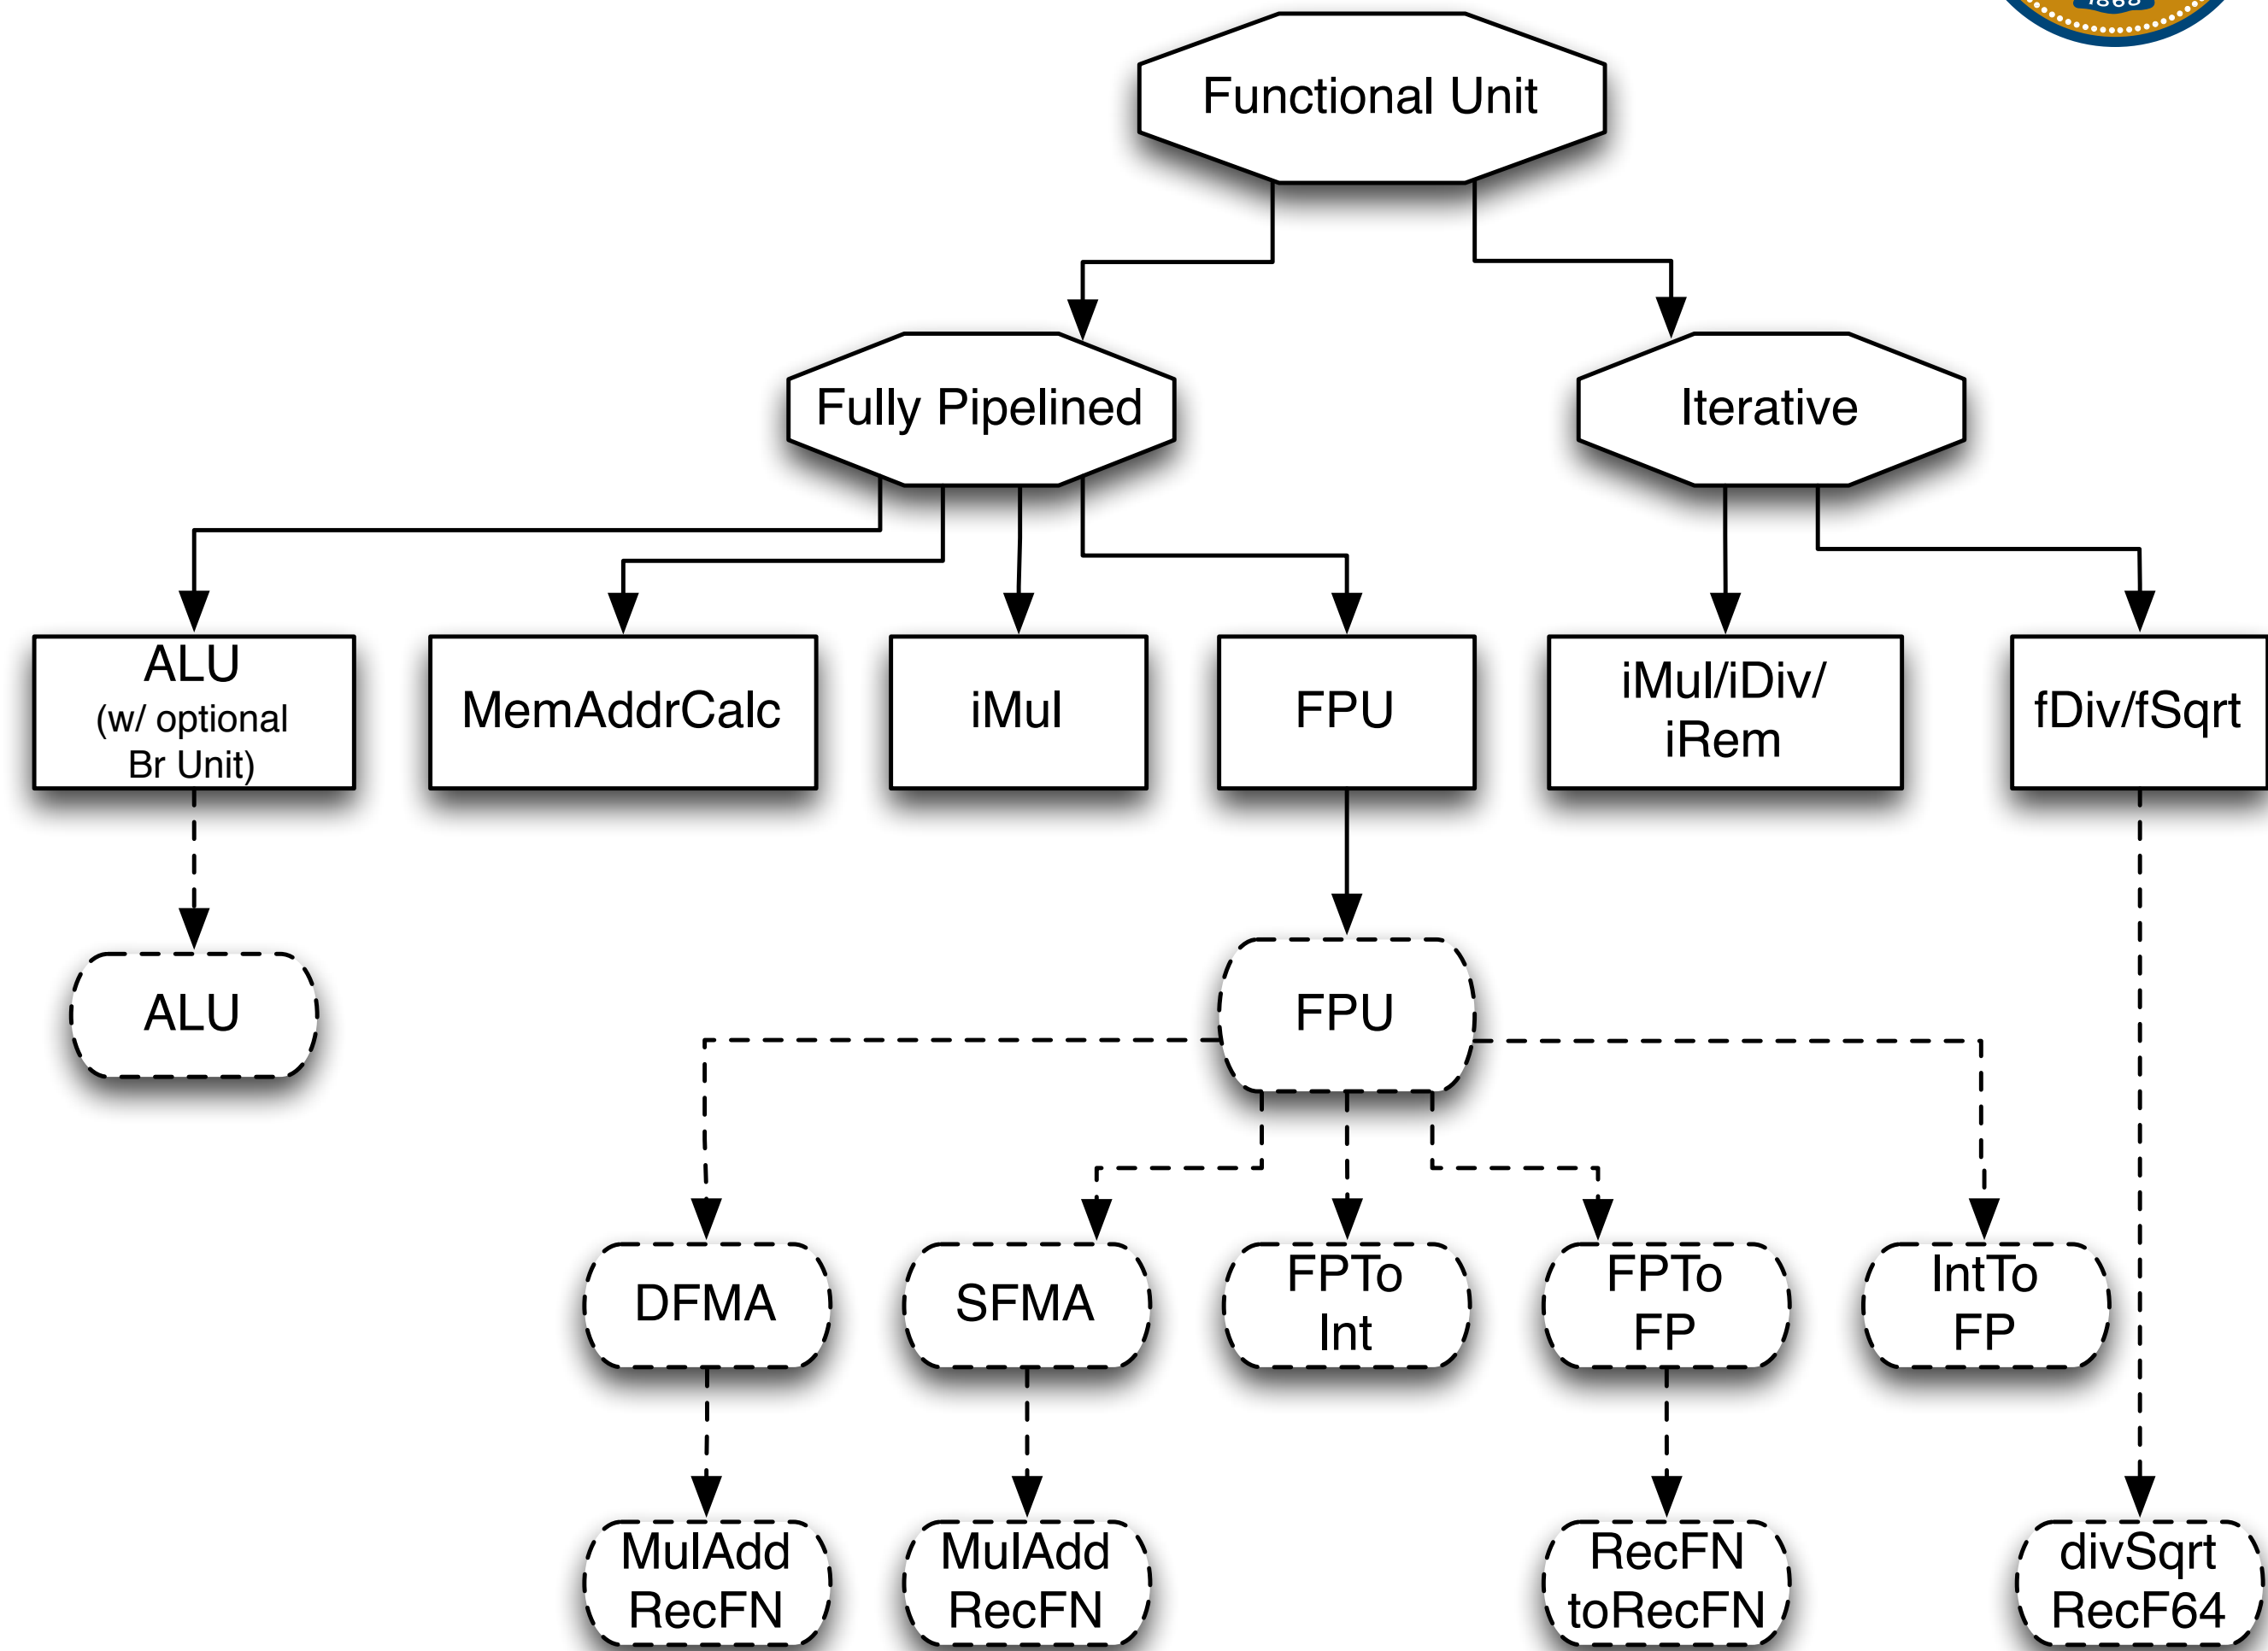 1868
Functional Unit
Fully Pipelined
Iterative
ALU
(w/ optional
Br Unit)
MemAddrCalc
iMul
FPU
iMul/iDiv/
iRem
fDiv/fSqrt
ALU
FPU
DFMA
SFMA
FPTo
Int
FPTo
FP
IntTo
FP
MulAdd
RecFN
MulAdd
RecFN
RecFN
toRecFN
divSqrt
RecF64